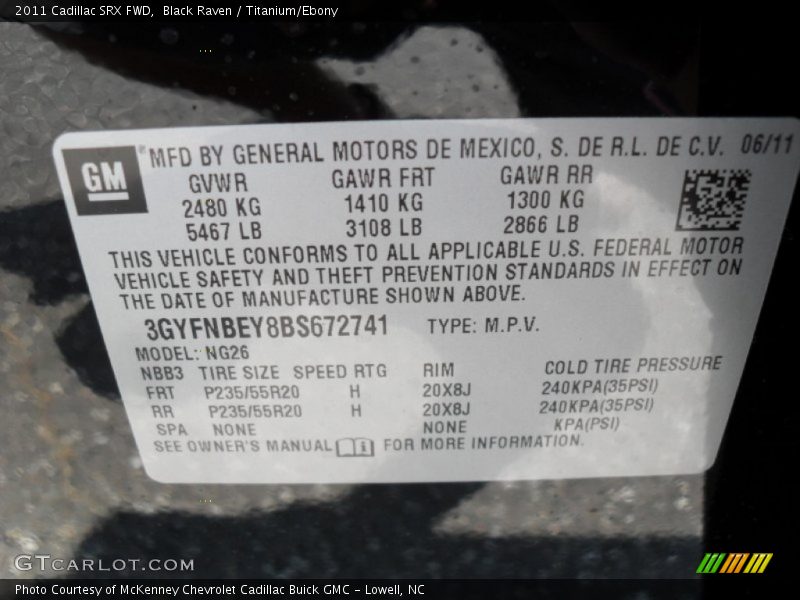 2011 Cadillac SRX FWD,  Black Raven / Titanium/Ebony
GM
MFD BY GENERAL MOTORS DE MEXICO, S. DE R.L. DE C.V. 06/11
GVWR GAWR FRT GAWR RR
2480 KG 1410 KG 1300 KG
5467 LB 3108 LB 2866 LB
THIS VEHICLE CONFORMS TO ALL APPLICABLE U.S. FEDERAL MOTOR
VEHICLE SAFETY AND THEFT PREVENTION STANDARDS IN EFFECT ON
THE DATE OF MANUFACTURE SHOWN ABOVE.
3GYFNBEY8BS672741 TYPE: M.P.V.
MODEL: NG26
NBB3 TIRE SIZE SPEED RTG RIM COLD TIRE PRESSURE
FRT P235/55R20 H 20X8J 240KPA(35PSI)
RR P235/55R20 H 20X8J 240KPA(35PSI)
SPA NONE NONE KPA(PSI)
SEE OWNER'S MANUAL FOR MORE INFORMATION.
GTCARLOT.COM
Photo Courtesy of McKenney Chevrolet Cadillac Buick GMC - Lowell, NC